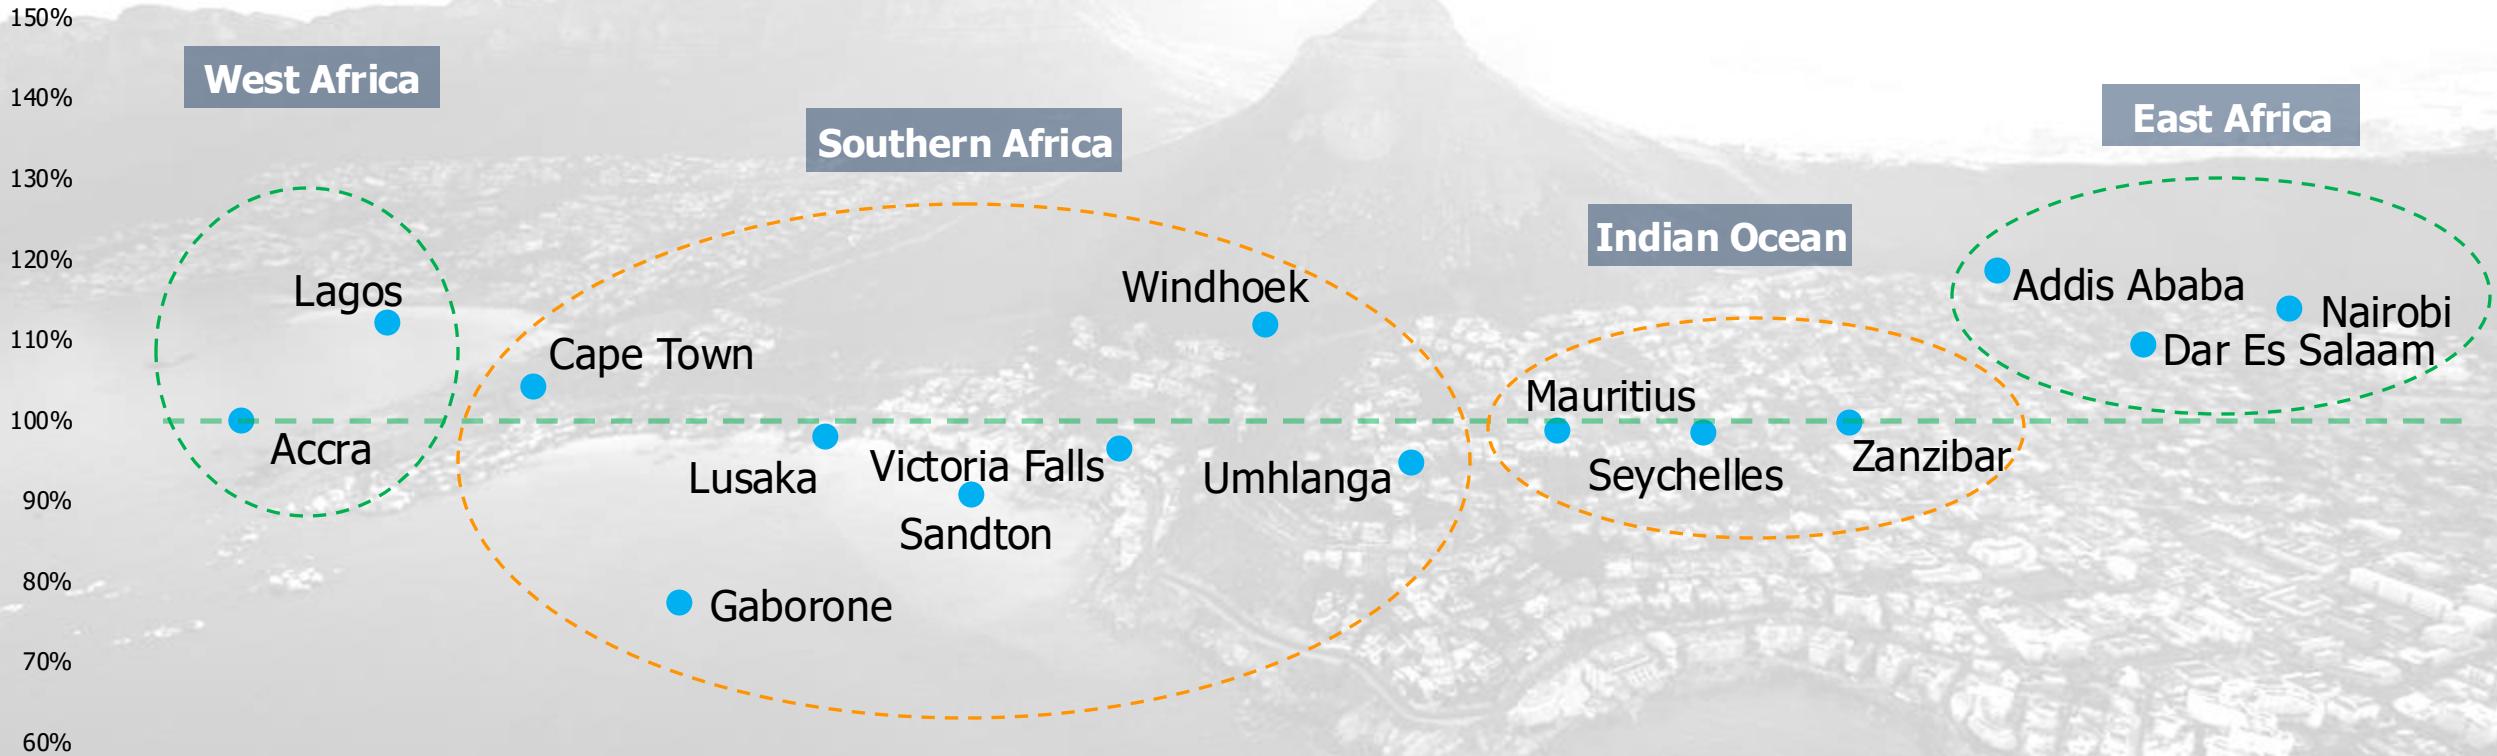 150%
140%
130%
120%
110%
100%
90%
80%
70%
60%
West Africa
Lagos
Accra
Southern Africa
Cape Town
Windhoek
Lusaka
Victoria Falls
Sandton
Umhlanga
Gaborone
Indian Ocean
Mauritius
Seychelles
Zanzibar
East Africa
Addis Ababa
Nairobi
Dar Es Salaam